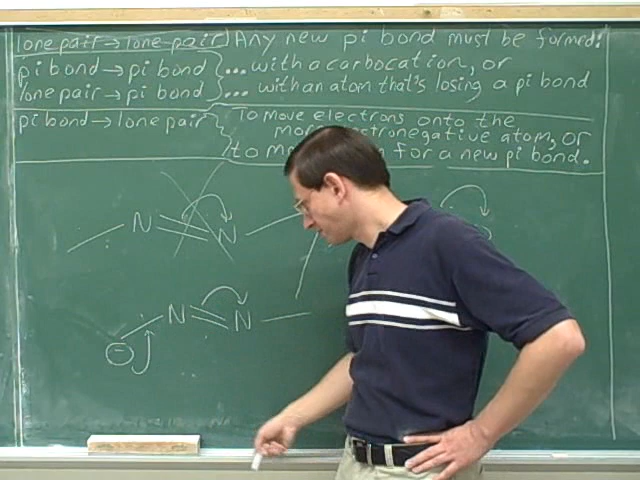 lone pair → lone pair Any new pi bond must be formed:
pi bond → pi bond ... with a carbocation, or
lone pair → pi bond ... with an atom that's losing a pi bond
pi bond → lone pair To move electrons onto the
electronegative atom, or
to for a new pi bond.
N N
N N
-